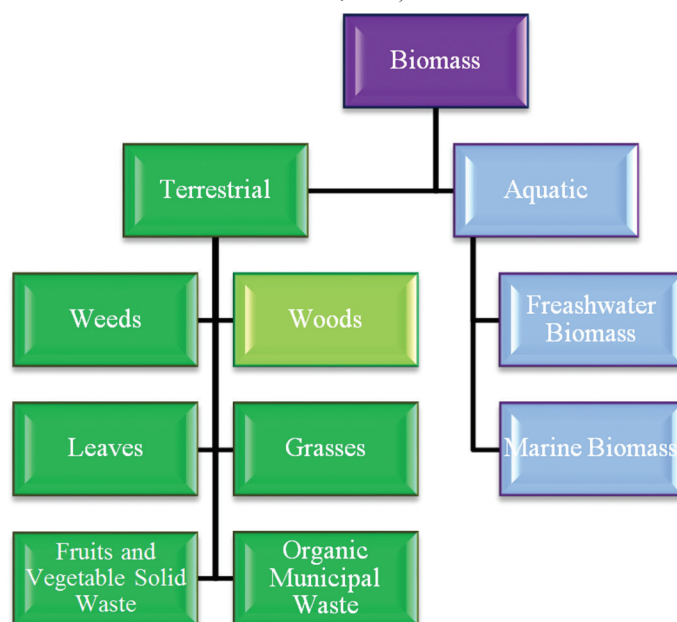 Biomass
Terrestrial
Aquatic
Weeds
Woods
Freashwater
Biomass
Leaves
Grasses
Marine Biomass
Fruits and
Vegetable Solid
Waste
Organic
Municipal
Waste